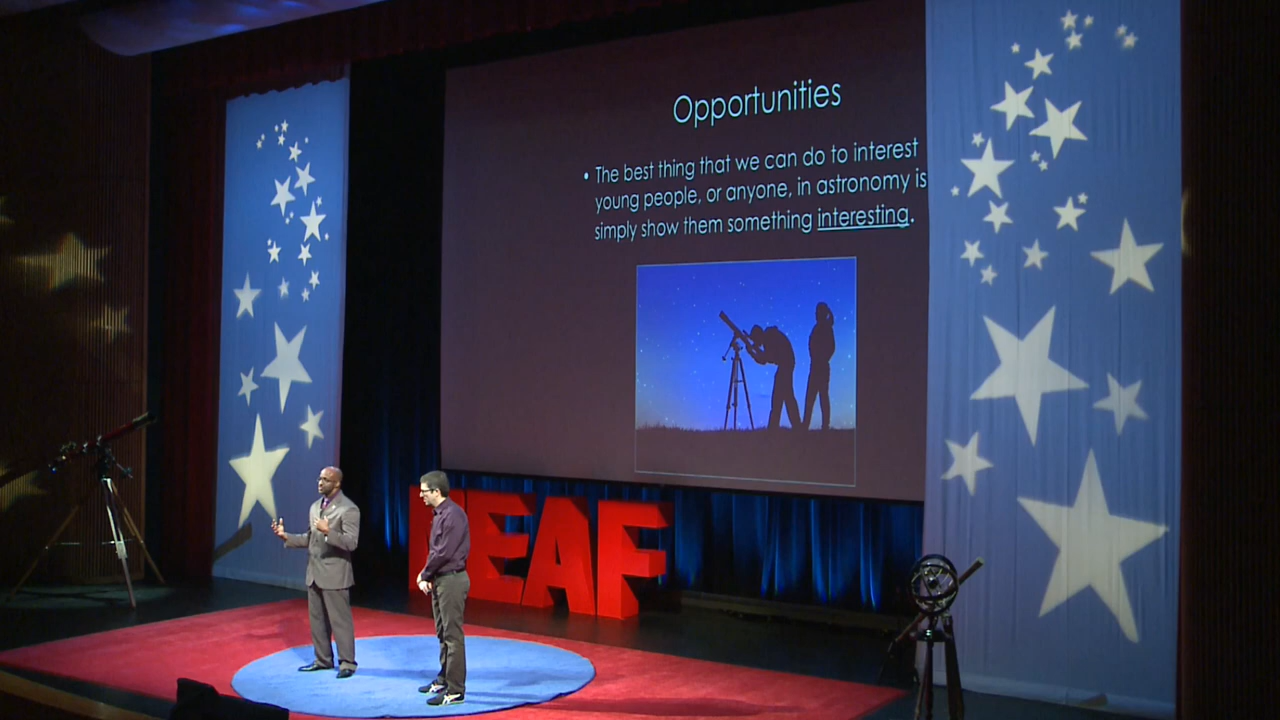 Opportunities
• The best thing that we can do to interest
young people, or anyone, in astronomy is
simply show them something interesting.
NEAF